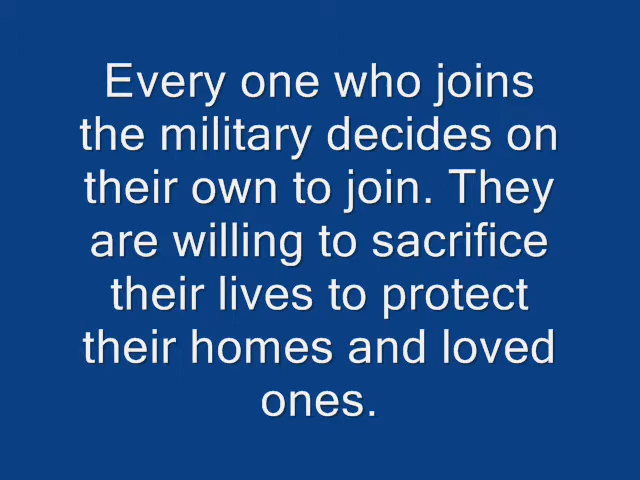 Every one who joins
the military decides on
their own to join. They
are willing to sacrifice
their lives to protect
their homes and loved
ones.